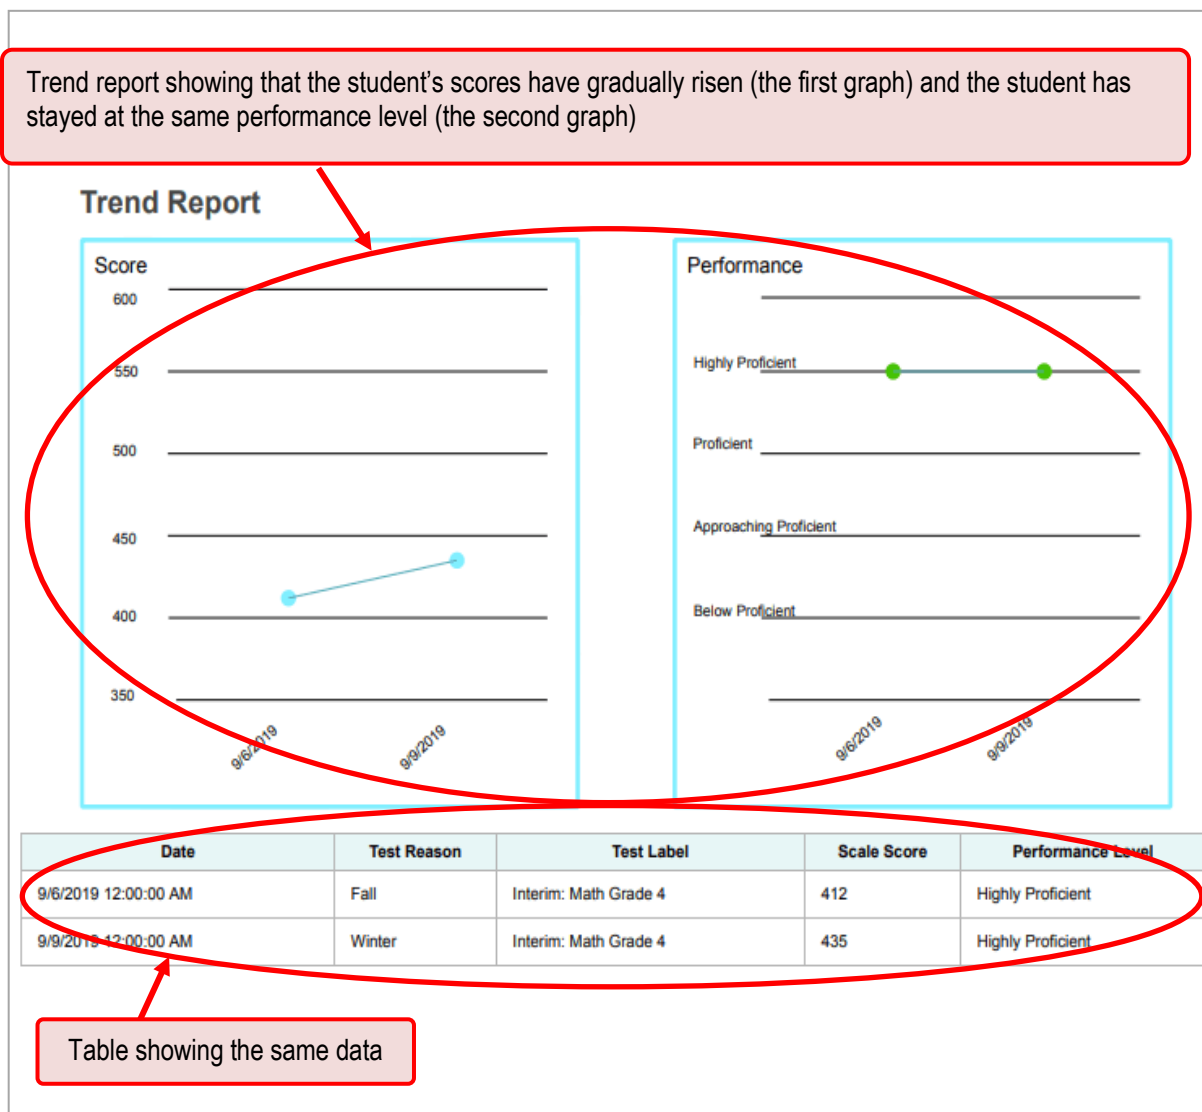 Trend report showing that the student’s scores have gradually risen (the first graph) and the student has
stayed at the same performance level (the second graph)
Trend Report
Score
600
550
500
450
400
350
9/6/2019
9/9/2019
Performance
Highly Proficient
Proficient
Approaching Proficient
Below Proficient
9/6/2019
9/9/2019
Date Test Reason Test Label Scale Score Performance Level
9/6/2019 12:00:00 AM Fall Interim: Math Grade 4 412 Highly Proficient
9/9/2019 12:00:00 AM Winter Interim: Math Grade 4 435 Highly Proficient
Table showing the same data